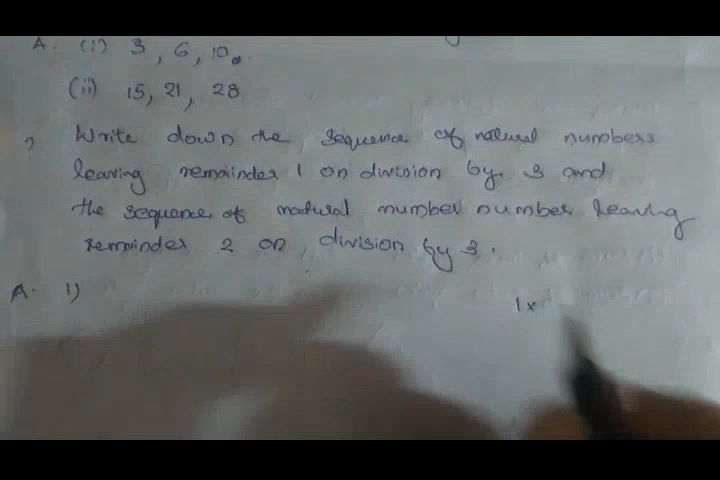 A. (i) 3, 6, 10.
(ii) 15, 21, 28
? Write down the sequence of natural numbers
leaving remainder 1 on division by 3 and
the sequence of natural number number leaving
remainder 2 on division by 3.
A. i)
1x